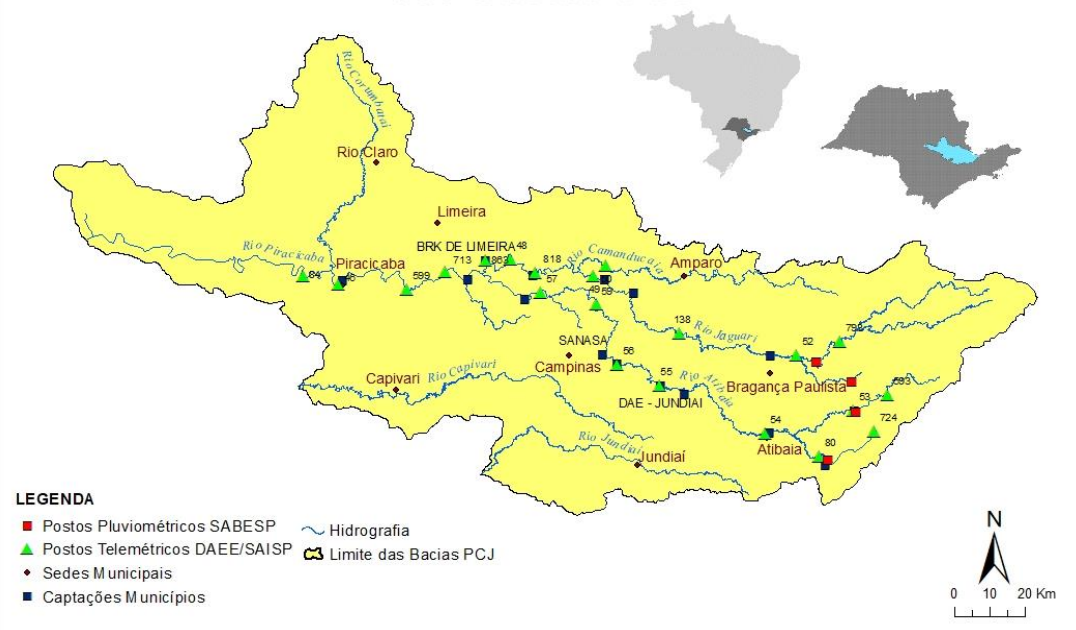 Rio Corumbataí
Rio Claro
Limeira
BRK DE LIMEIRA
48
Rio Camanducaia
Rio Piracicaba
Piracicaba
713
818
Amparo
84
599
57
49
59
138
Rio Jaguari
52
SANASA
Campinas
56
Capivari
Rio Capivari
55
Rio Atibaia
Bragança Paulista
DAE - JUNDIAÍ
53
54
724
Rio Jundiaí
Jundiaí
Atibaia
80
LEGENDA
Postos Pluviométricos SABESP
Hidrografia
Postos Telemétricos DAEE/SAISP
Limite das Bacias PCJ
Sedes Municipais
Captações Municípios
N
0 10 20 Km